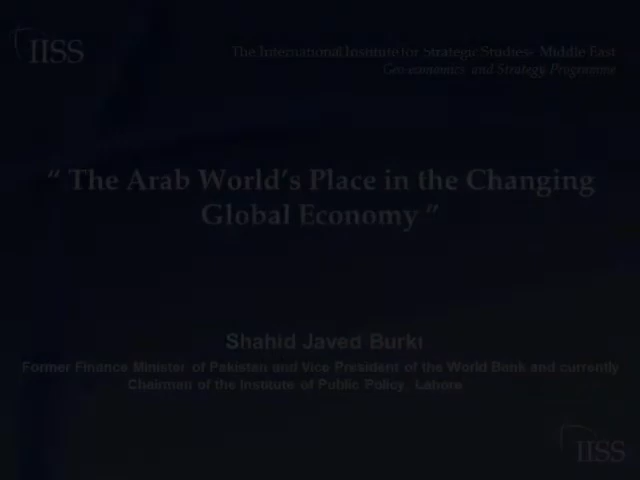 IISS
The International Institute for Strategic Studies- Middle East
Geo-economics and Strategy Programme
“ The Arab World’s Place in the Changing
Global Economy ”
Shahid Javed Burki
Former Finance Minister of Pakistan and Vice President of the World Bank and currently
Chairman of the Institute of Public Policy, Lahore
IISS